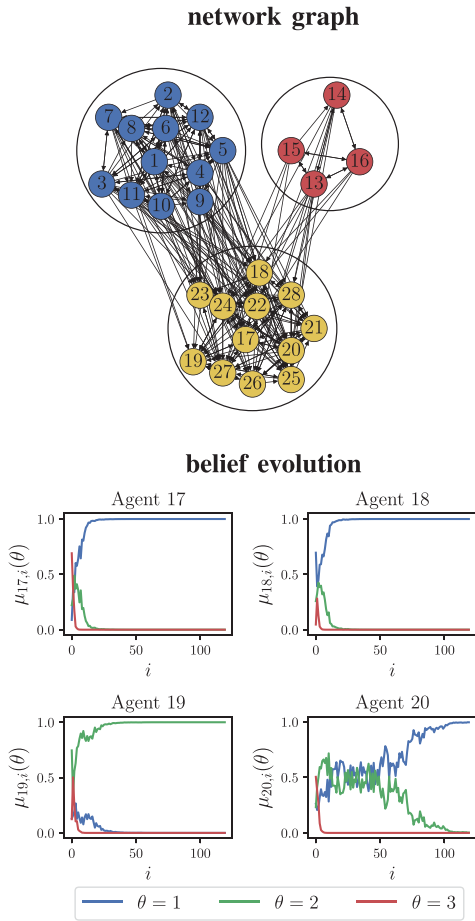 network graph
14
2
7
12
8
6
5
15
16
1
4
13
3
11
10
9
18
23
28
24
22
21
17
20
19
27
26
25
belief evolution
Agent 17
Agent 18
1.0
0.5
0.0
μ17,i(θ)
0
100
i
1.0
0.5
0.0
μ18,i(θ)
0
100
i
Agent 19
Agent 20
1.0
0.5
0.0
μ19,i(θ)
0
100
i
1.0
0.5
0.0
μ20,i(θ)
0
100
i
θ = 1
θ = 2
θ = 3